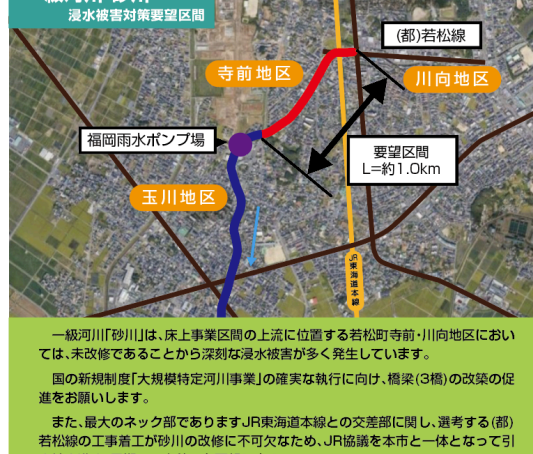 浸水被害対策要望区間
(都)若松線
寺前地区
川向地区
福岡雨水ポンプ場
要望区間
L=約1.0km
玉川地区
JR東海道本線
一級河川「砂川」は、床上事業区間の上流に位置する若松町寺前・川向地区におい
ては、未改修であることから深刻な浸水被害が多く発生しています。
国の新規制度「大規模特定河川事業」の確実な執行に向け、橋梁(3橋)の改築の促
進をお願いします。
また、最大のネック部でありますJR東海道本線との交差部に関し、選考する(都)
若松線の工事着工が砂川の改修に不可欠なため、JR協議を本市と一体となって引